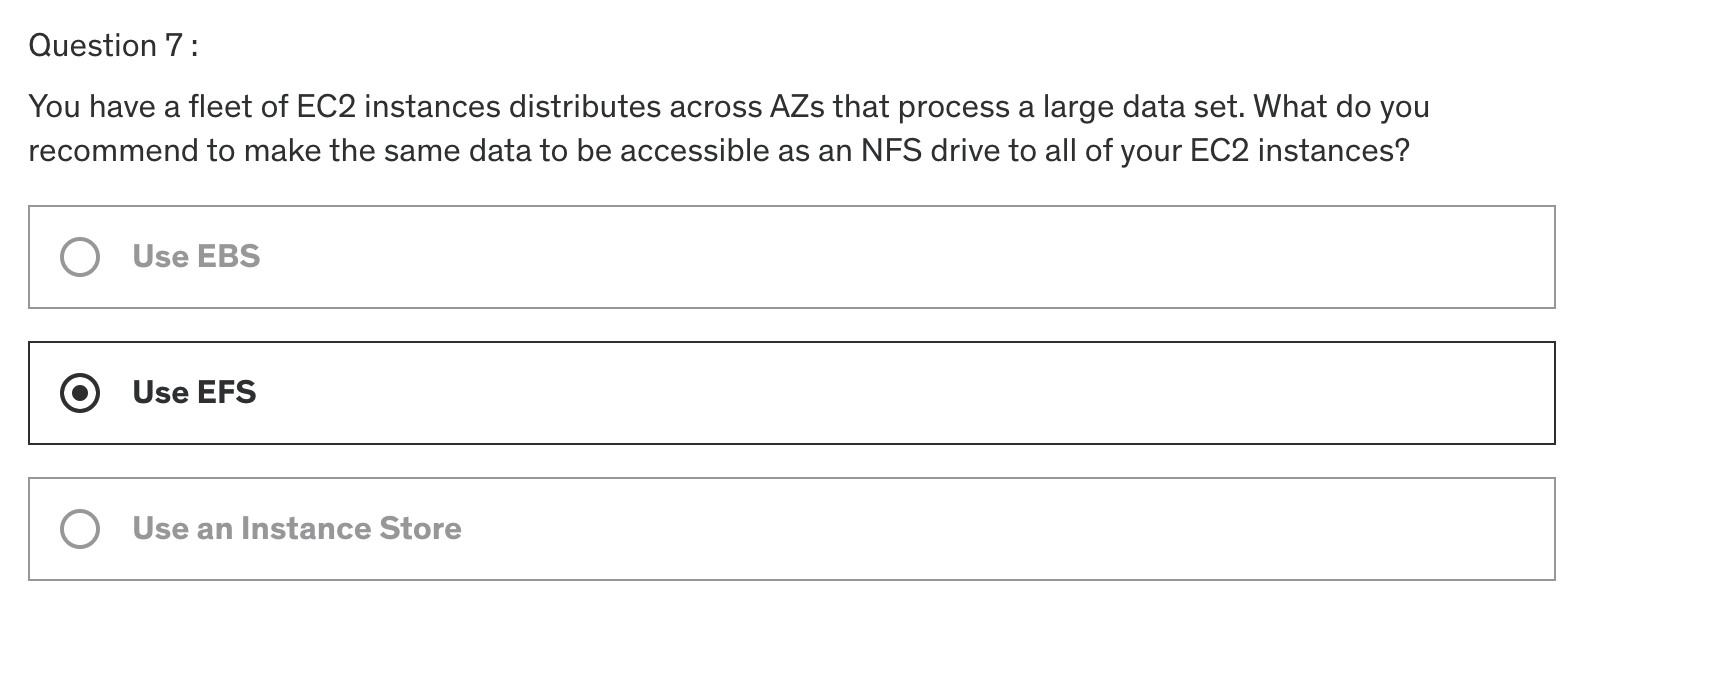 Question 7 :
You have a fleet of EC2 instances distributes across AZs that process a large data set. What do you
recommend to make the same data to be accessible as an NFS drive to all of your EC2 instances?
Use EBS
Use EFS
Use an Instance Store